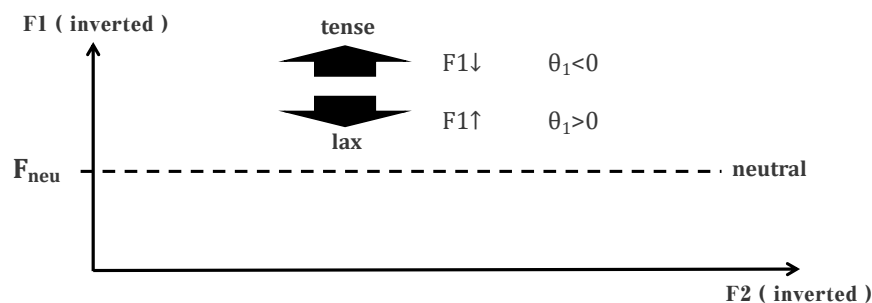 F1 ( inverted )
tense
F1↓ θ₁<0
F1↑ θ₁>0
lax
Fneu
neutral
F2 ( inverted )